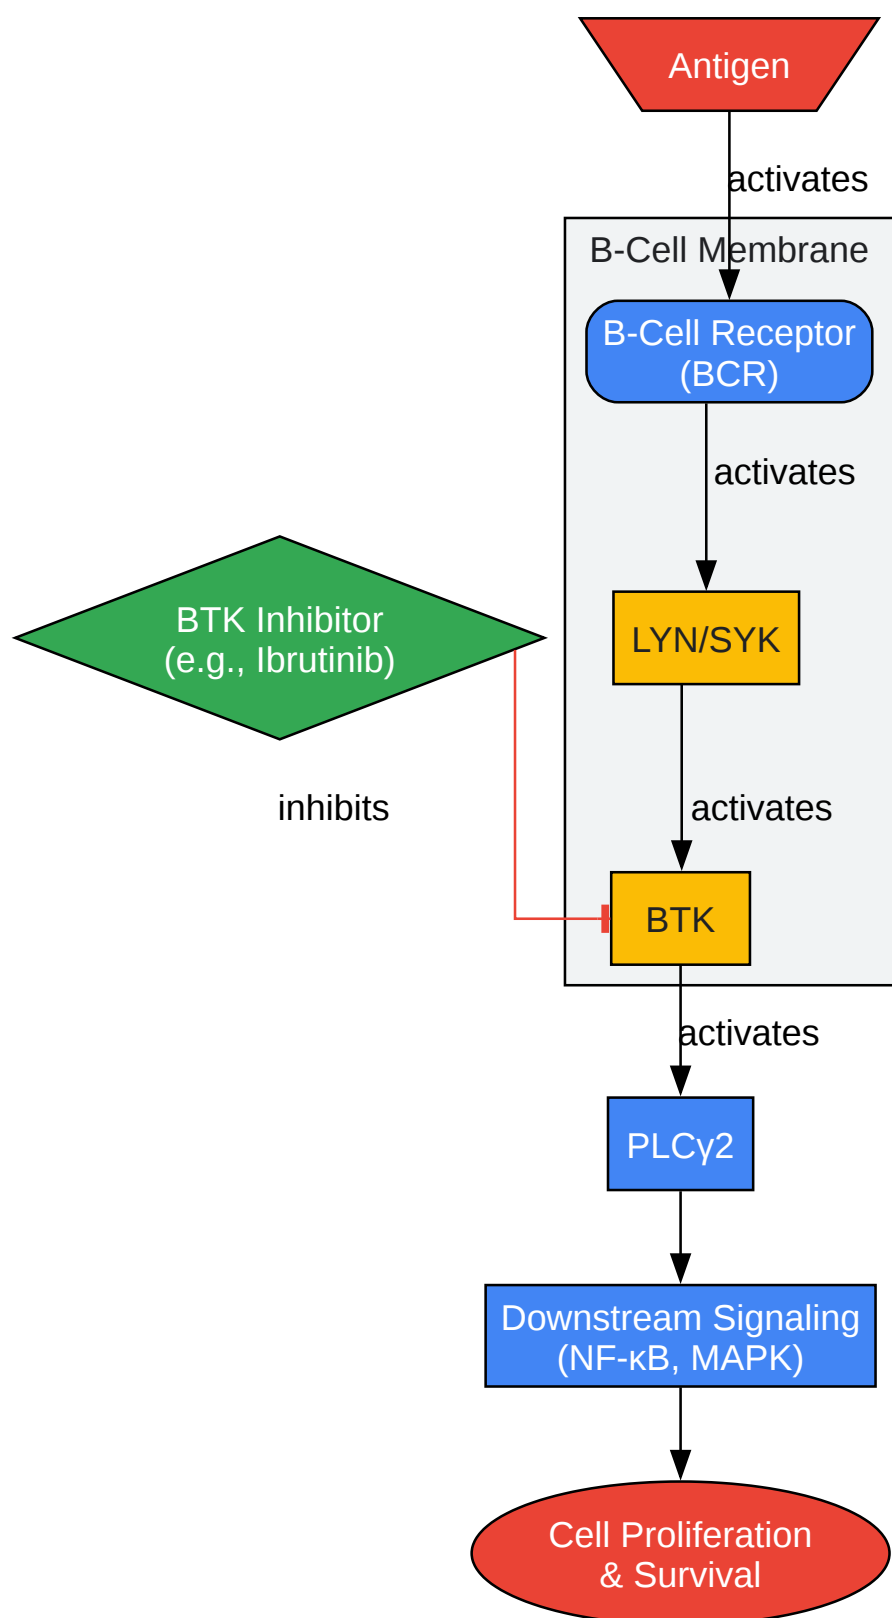 Antigen
activates
B-Cell Membrane
B-Cell Receptor
(BCR)
activates
BTK Inhibitor
(e.g., Ibrutinib)
LYN/SYK
inhibits
activates
BTK
activates
PLCγ2
Downstream Signaling
(NF-κB, MAPK)
Cell Proliferation
& Survival